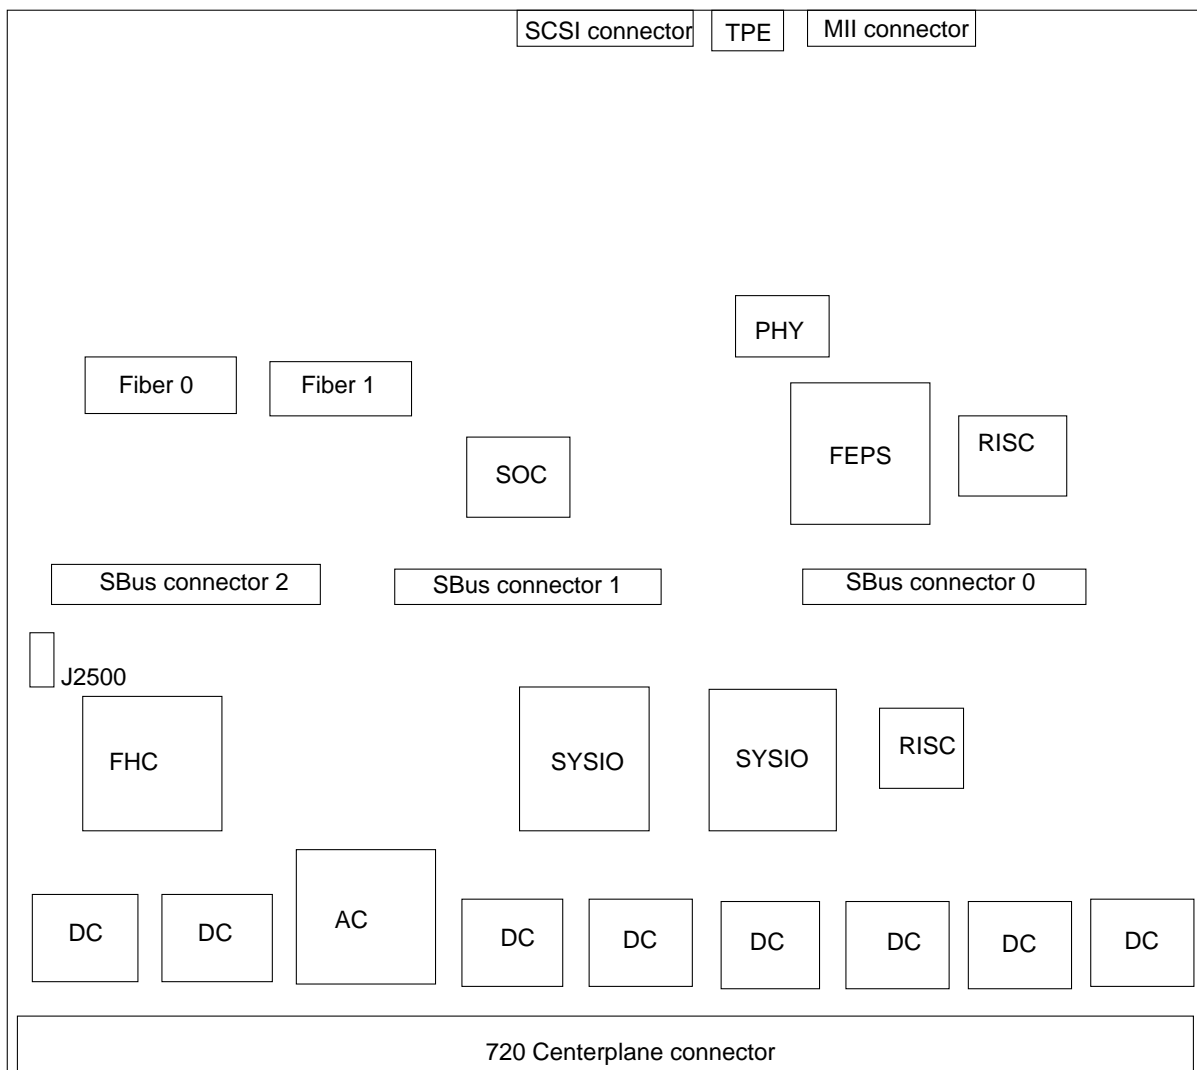 SCSI connector
TPE
MII connector
PHY
Fiber 0
Fiber 1
SOC
FEPS
RISC
SBus connector 2
SBus connector 1
SBus connector 0
J2500
FHC
SYSIO
SYSIO
RISC
DC
DC
AC
DC
DC
DC
DC
DC
DC
720 Centerplane connector